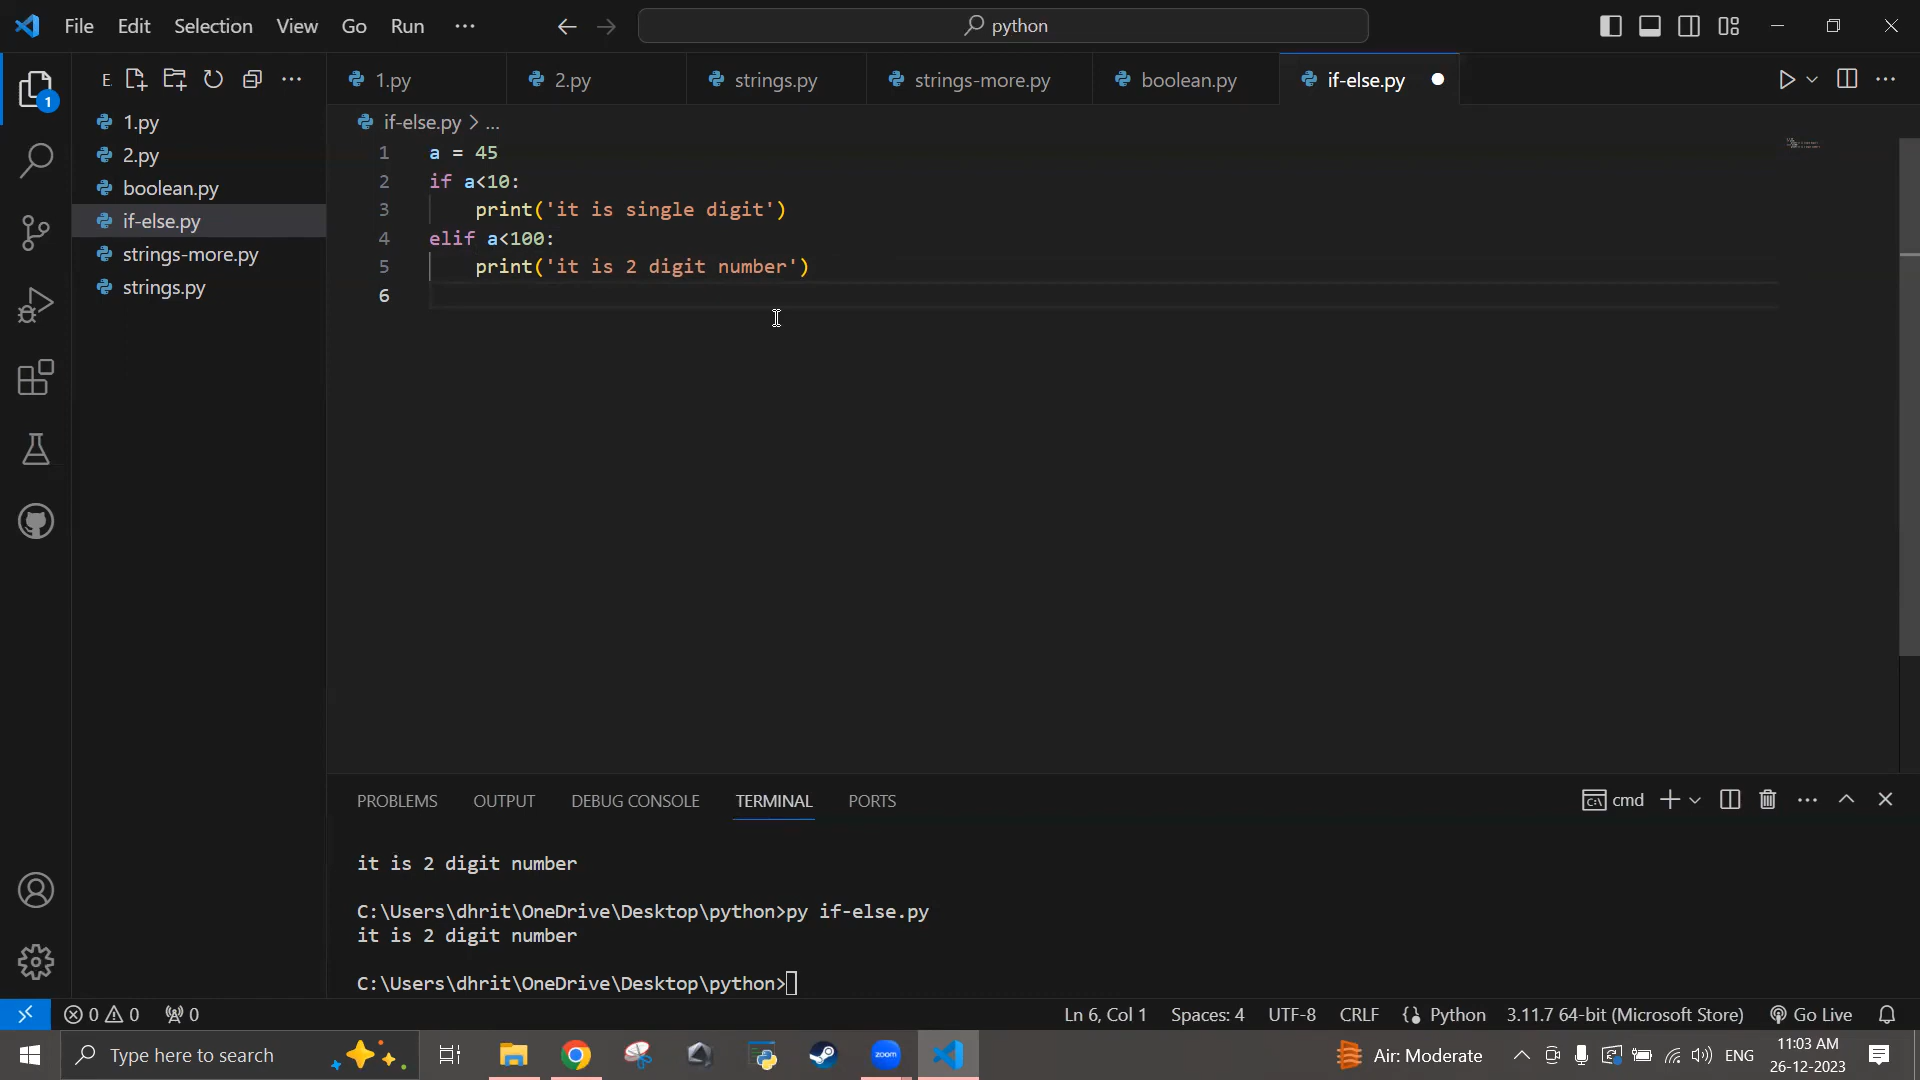 File Edit Selection View Go Run ··· python
E
1.py 2.py strings.py strings-more.py boolean.py if-else.py
1
1.py
2.py
boolean.py
if-else.py
strings-more.py
strings.py
if-else.py > ...
1 a = 45
2 if a<10:
3 print('it is single digit')
4 elif a<100:
5 print('it is 2 digit number')
6
PROBLEMS OUTPUT DEBUG CONSOLE TERMINAL PORTS cmd
it is 2 digit number
C:\Users\dhrit\OneDrive\Desktop\python>py if-else.py
it is 2 digit number
C:\Users\dhrit\OneDrive\Desktop\python>
0 0 0 Ln 6, Col 1 Spaces: 4 UTF-8 CRLF Python 3.11.7 64-bit (Microsoft Store) Go Live
Type here to search zoom Air: Moderate ENG 11:03 AM
26-12-2023